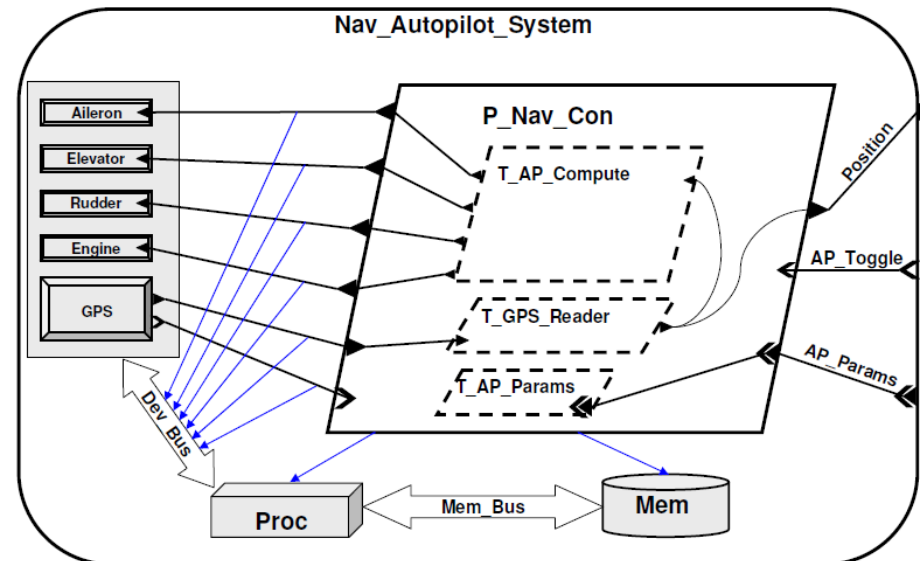 Nav_Autopilot_System
Aileron
Elevator
Rudder
Engine
GPS
P_Nav_Con
T_AP_Compute
T_GPS_Reader
T_AP_Params
Position
AP_Toggle
AP_Params
Dev_Bus
Proc
Mem_Bus
Mem